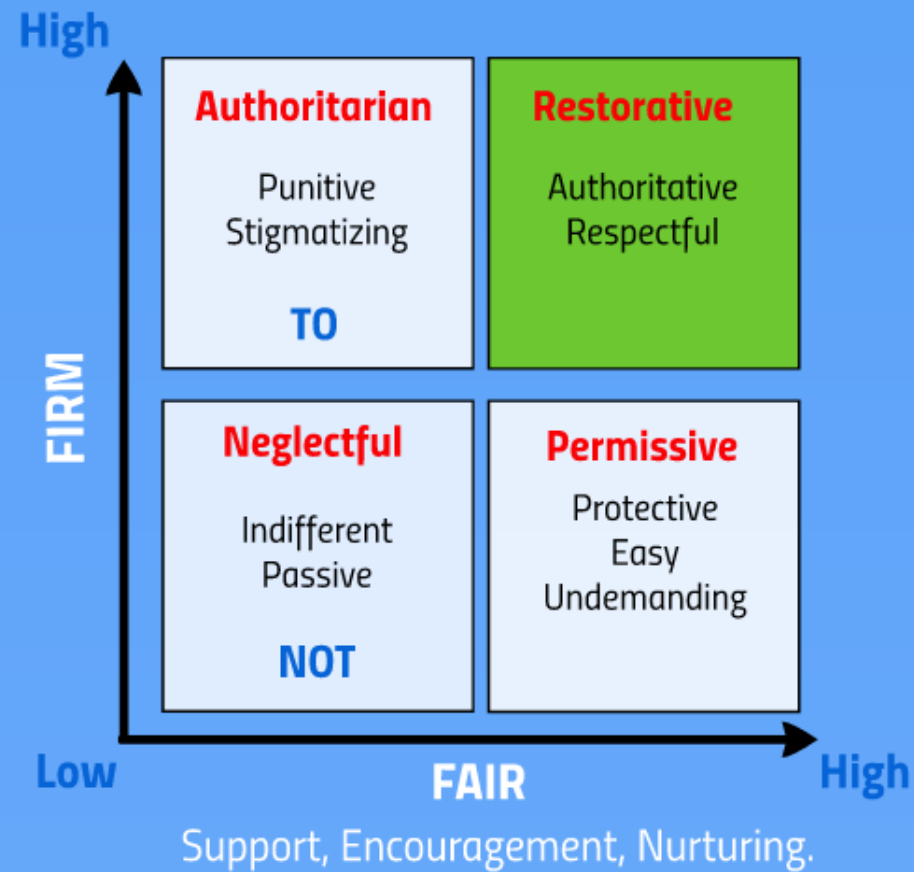 High
Authoritarian
Punitive
Stigmatizing
TO
Restorative
Authoritative
Respectful
FIRM
Neglectful
Indifferent
Passive
NOT
Permissive
Protective
Easy
Undemanding
Low
FAIR
High
Support, Encouragement, Nurturing.